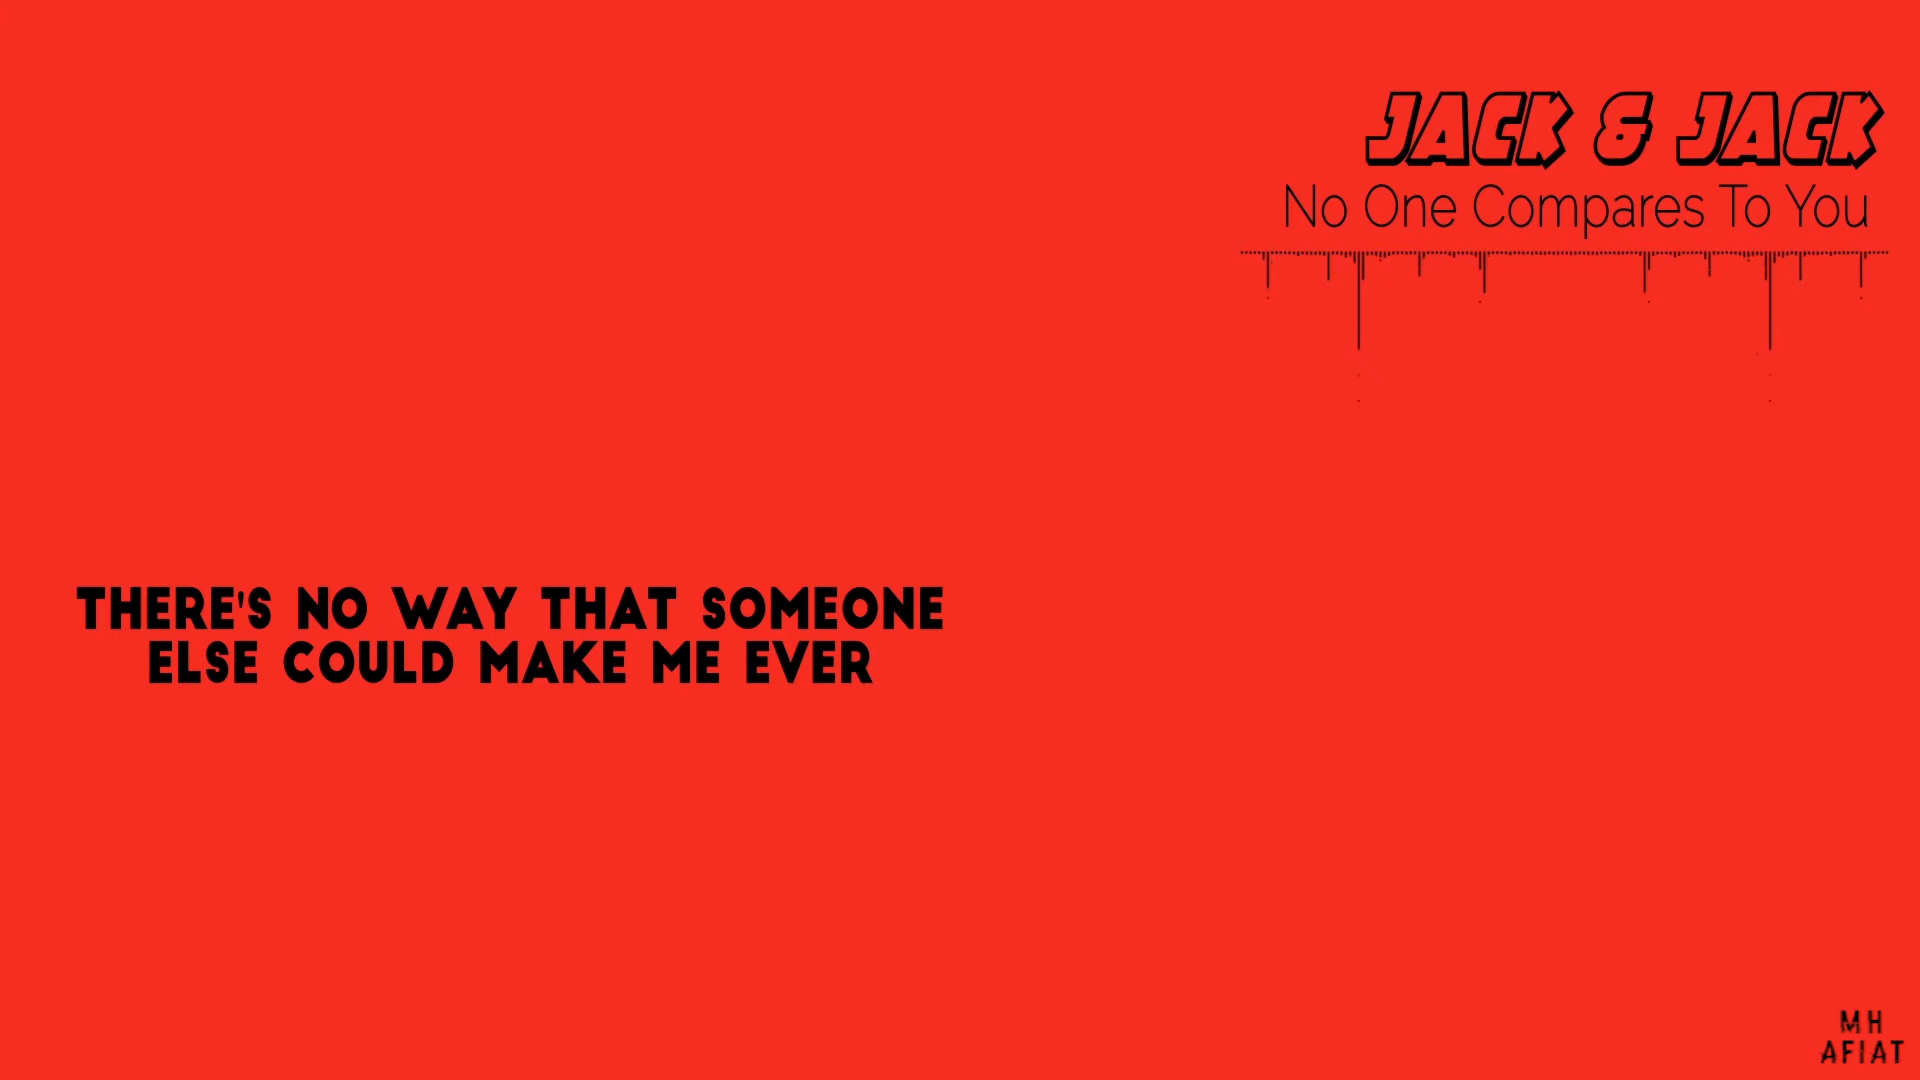 JACK & JACK
No One Compares To You
THERE'S NO WAY THAT SOMEONE
ELSE COULD MAKE ME EVER
MH
AFIAT